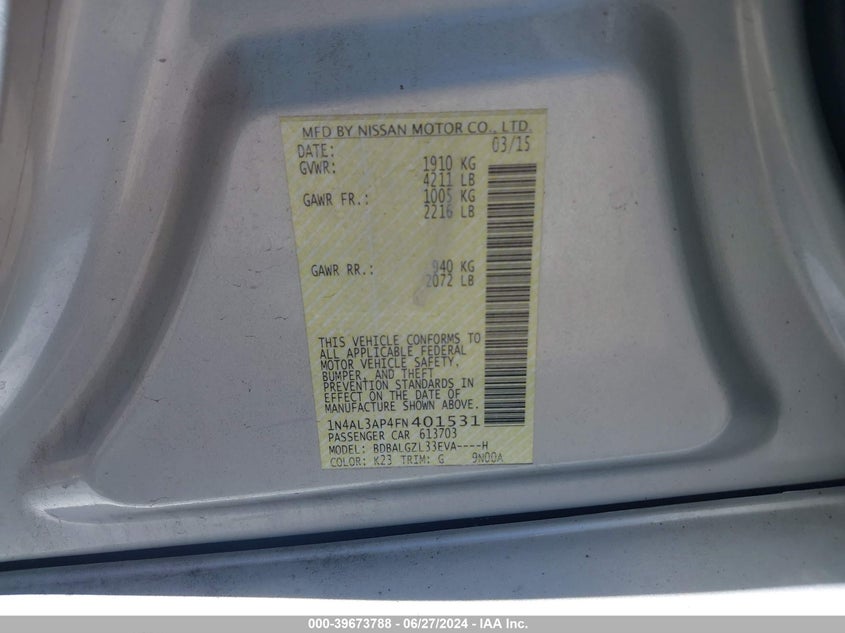 MFD BY NISSAN MOTOR CO., LTD.
DATE: 03/15
GVWR: 1910 KG
4211 LB
GAWR FR.: 1005 KG
2216 LB
GAWR RR.: 940 KG
2072 LB
THIS VEHICLE CONFORMS TO
ALL APPLICABLE FEDERAL
MOTOR VEHICLE SAFETY,
BUMPER, AND THEFT
PREVENTION STANDARDS IN
EFFECT ON THE DATE OF
MANUFACTURE SHOWN ABOVE.
1N4AL3AP4FN401531
PASSENGER CAR 613703
MODEL: BDBALGZL33EVA----H
COLOR: K23 TRIM: G 9N00A
000-39673788 - 06/27/2024 - IAA Inc.